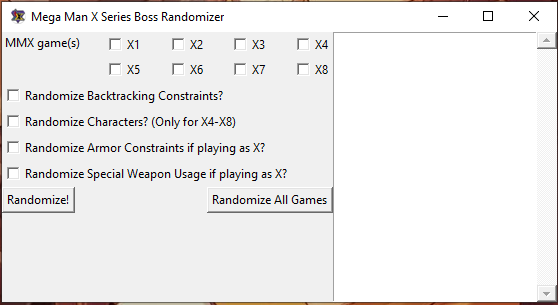 Mega Man X Series Boss Randomizer
MMX game(s) X1 X2 X3 X4
X5 X6 X7 X8
Randomize Backtracking Constraints?
Randomize Characters? (Only for X4-X8)
Randomize Armor Constraints if playing as X?
Randomize Special Weapon Usage if playing as X?
Randomize! Randomize All Games